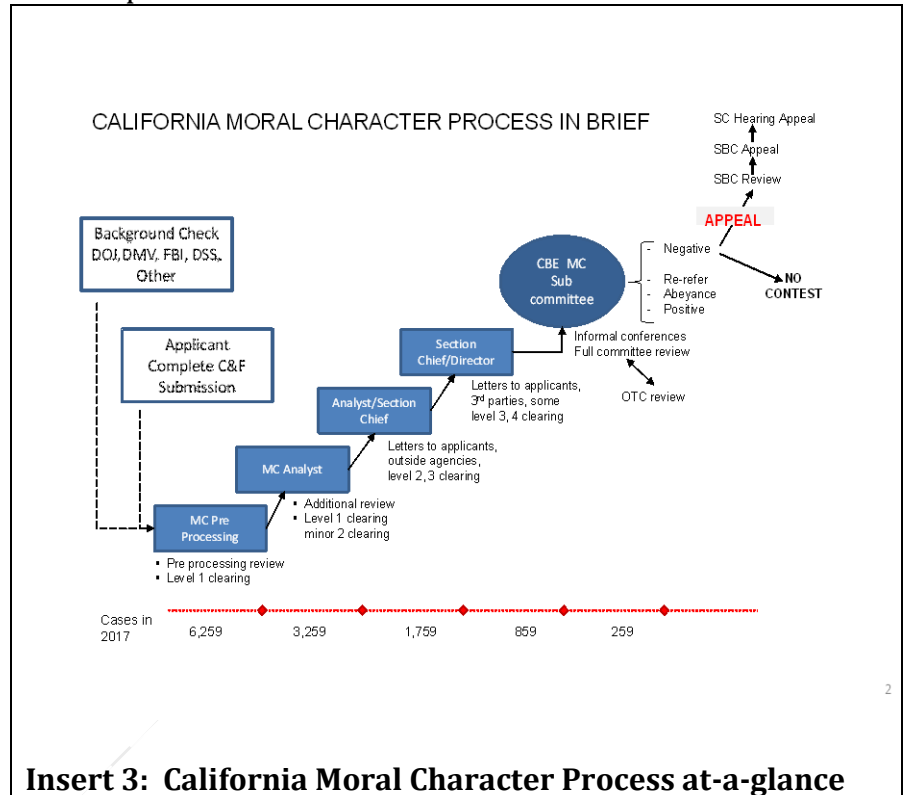 CALIFORNIA MORAL CHARACTER PROCESS IN BRIEF
SC Hearing Appeal
SBC Appeal
SBC Review
APPEAL
Background Check
DOJ, DMV, FBI, DSS,
Other
Applicant
Complete C&F
Submission
CBE MC
Sub
committee
- Negative
- Re-refer
- Abeyance
- Positive
NO
CONTEST
Informal conferences
Full committee review
OTC review
Section
Chief/Director
Letters to applicants,
3rd parties, some
level 3, 4 clearing
Analyst/Section
Chief
Letters to applicants,
outside agencies,
level 2,3 clearing
MC Analyst
▪ Additional review
▪ Level 1 clearing
minor 2 clearing
MC Pre
Processing
▪ Pre processing review
▪ Level 1 clearing
Cases in
2017
6,259 3,259 1,759 859 259
2
Insert 3: California Moral Character Process at-a-glance